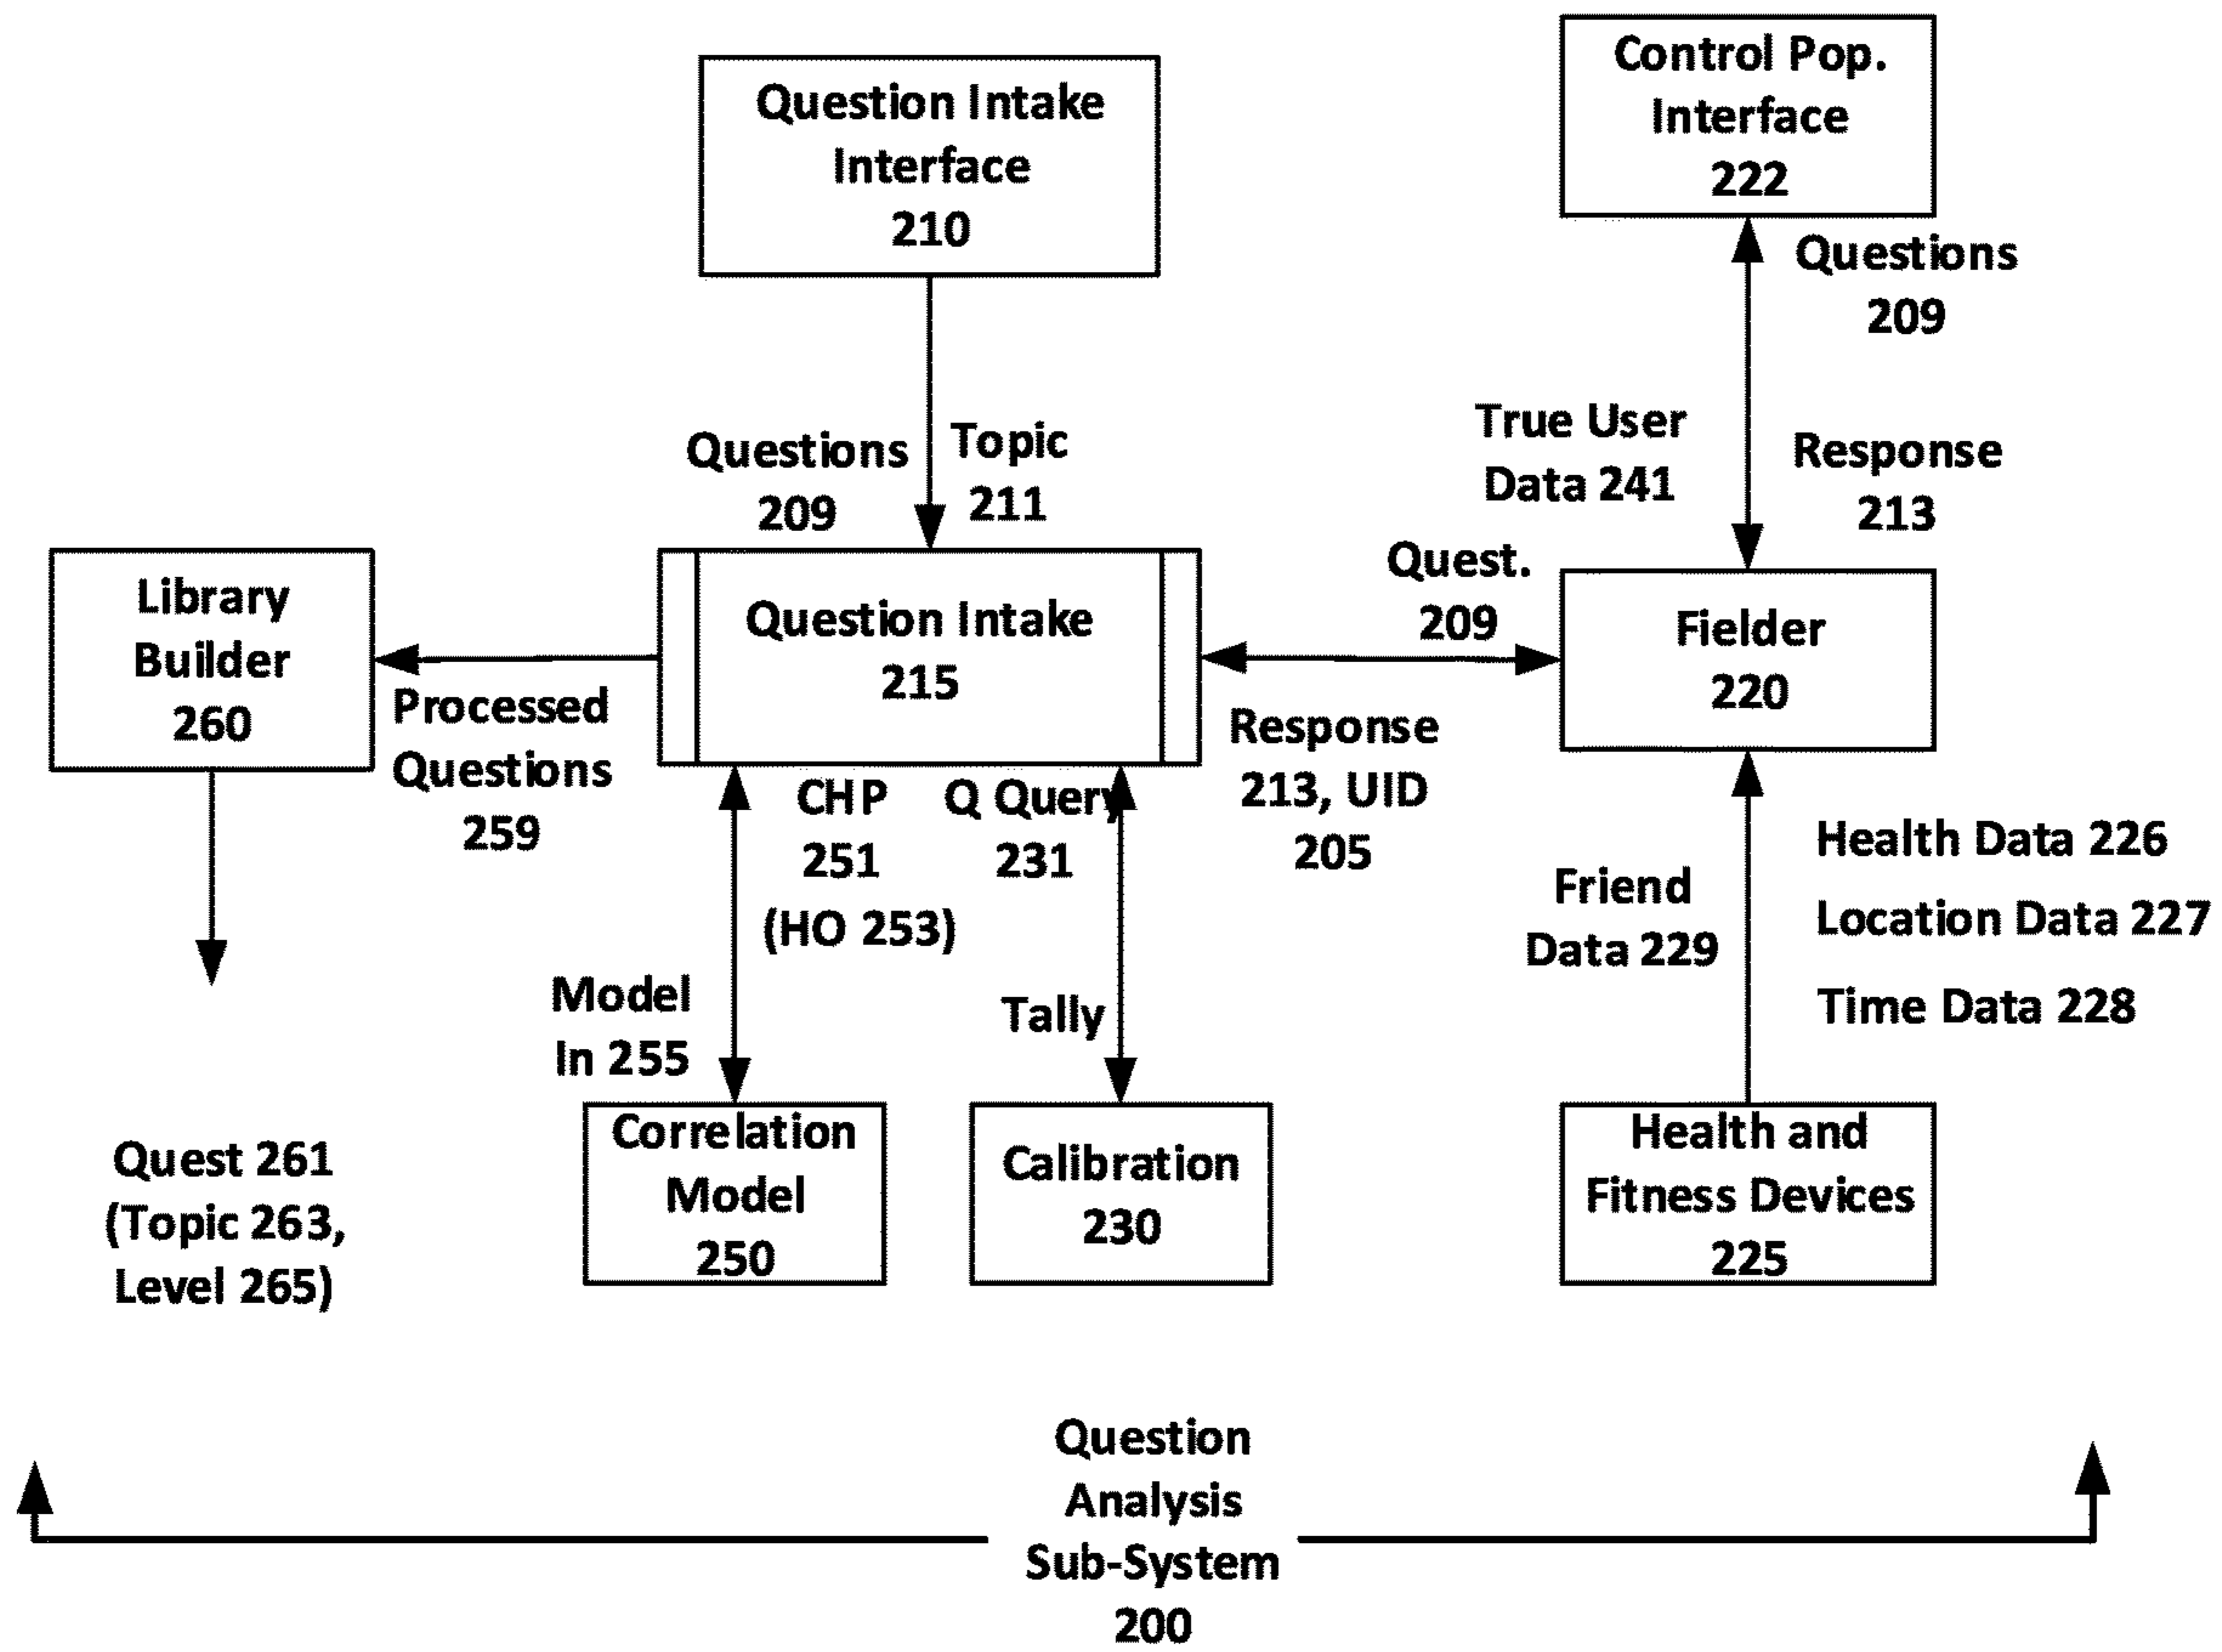 Question Intake
Interface
210
Control Pop.
Interface
222
Questions
209
Questions
209
Topic
211
True User
Data 241
Response
213
Library
Builder
260
Question Intake
215
Quest.
209
Fielder
220
Processed
Questions
259
CHP
251
(HO 253)
Q Query
231
Response
213, UID
205
Model
In 255
Tally
Friend
Data 229
Health Data 226
Location Data 227
Time Data 228
Quest 261
(Topic 263,
Level 265)
Correlation
Model
250
Calibration
230
Health and
Fitness Devices
225
Question
Analysis
Sub-System
200